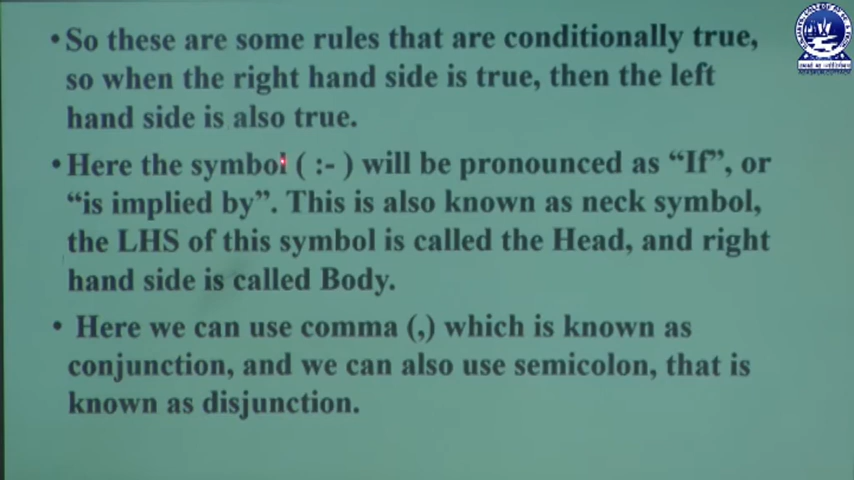 •So these are some rules that are conditionally true,
so when the right hand side is true, then the left
hand side is also true.
•Here the symbol ( :- ) will be pronounced as “If”, or
“is implied by”. This is also known as neck symbol,
the LHS of this symbol is called the Head, and right
hand side is called Body.
• Here we can use comma (,) which is known as
conjunction, and we can also use semicolon, that is
known as disjunction.